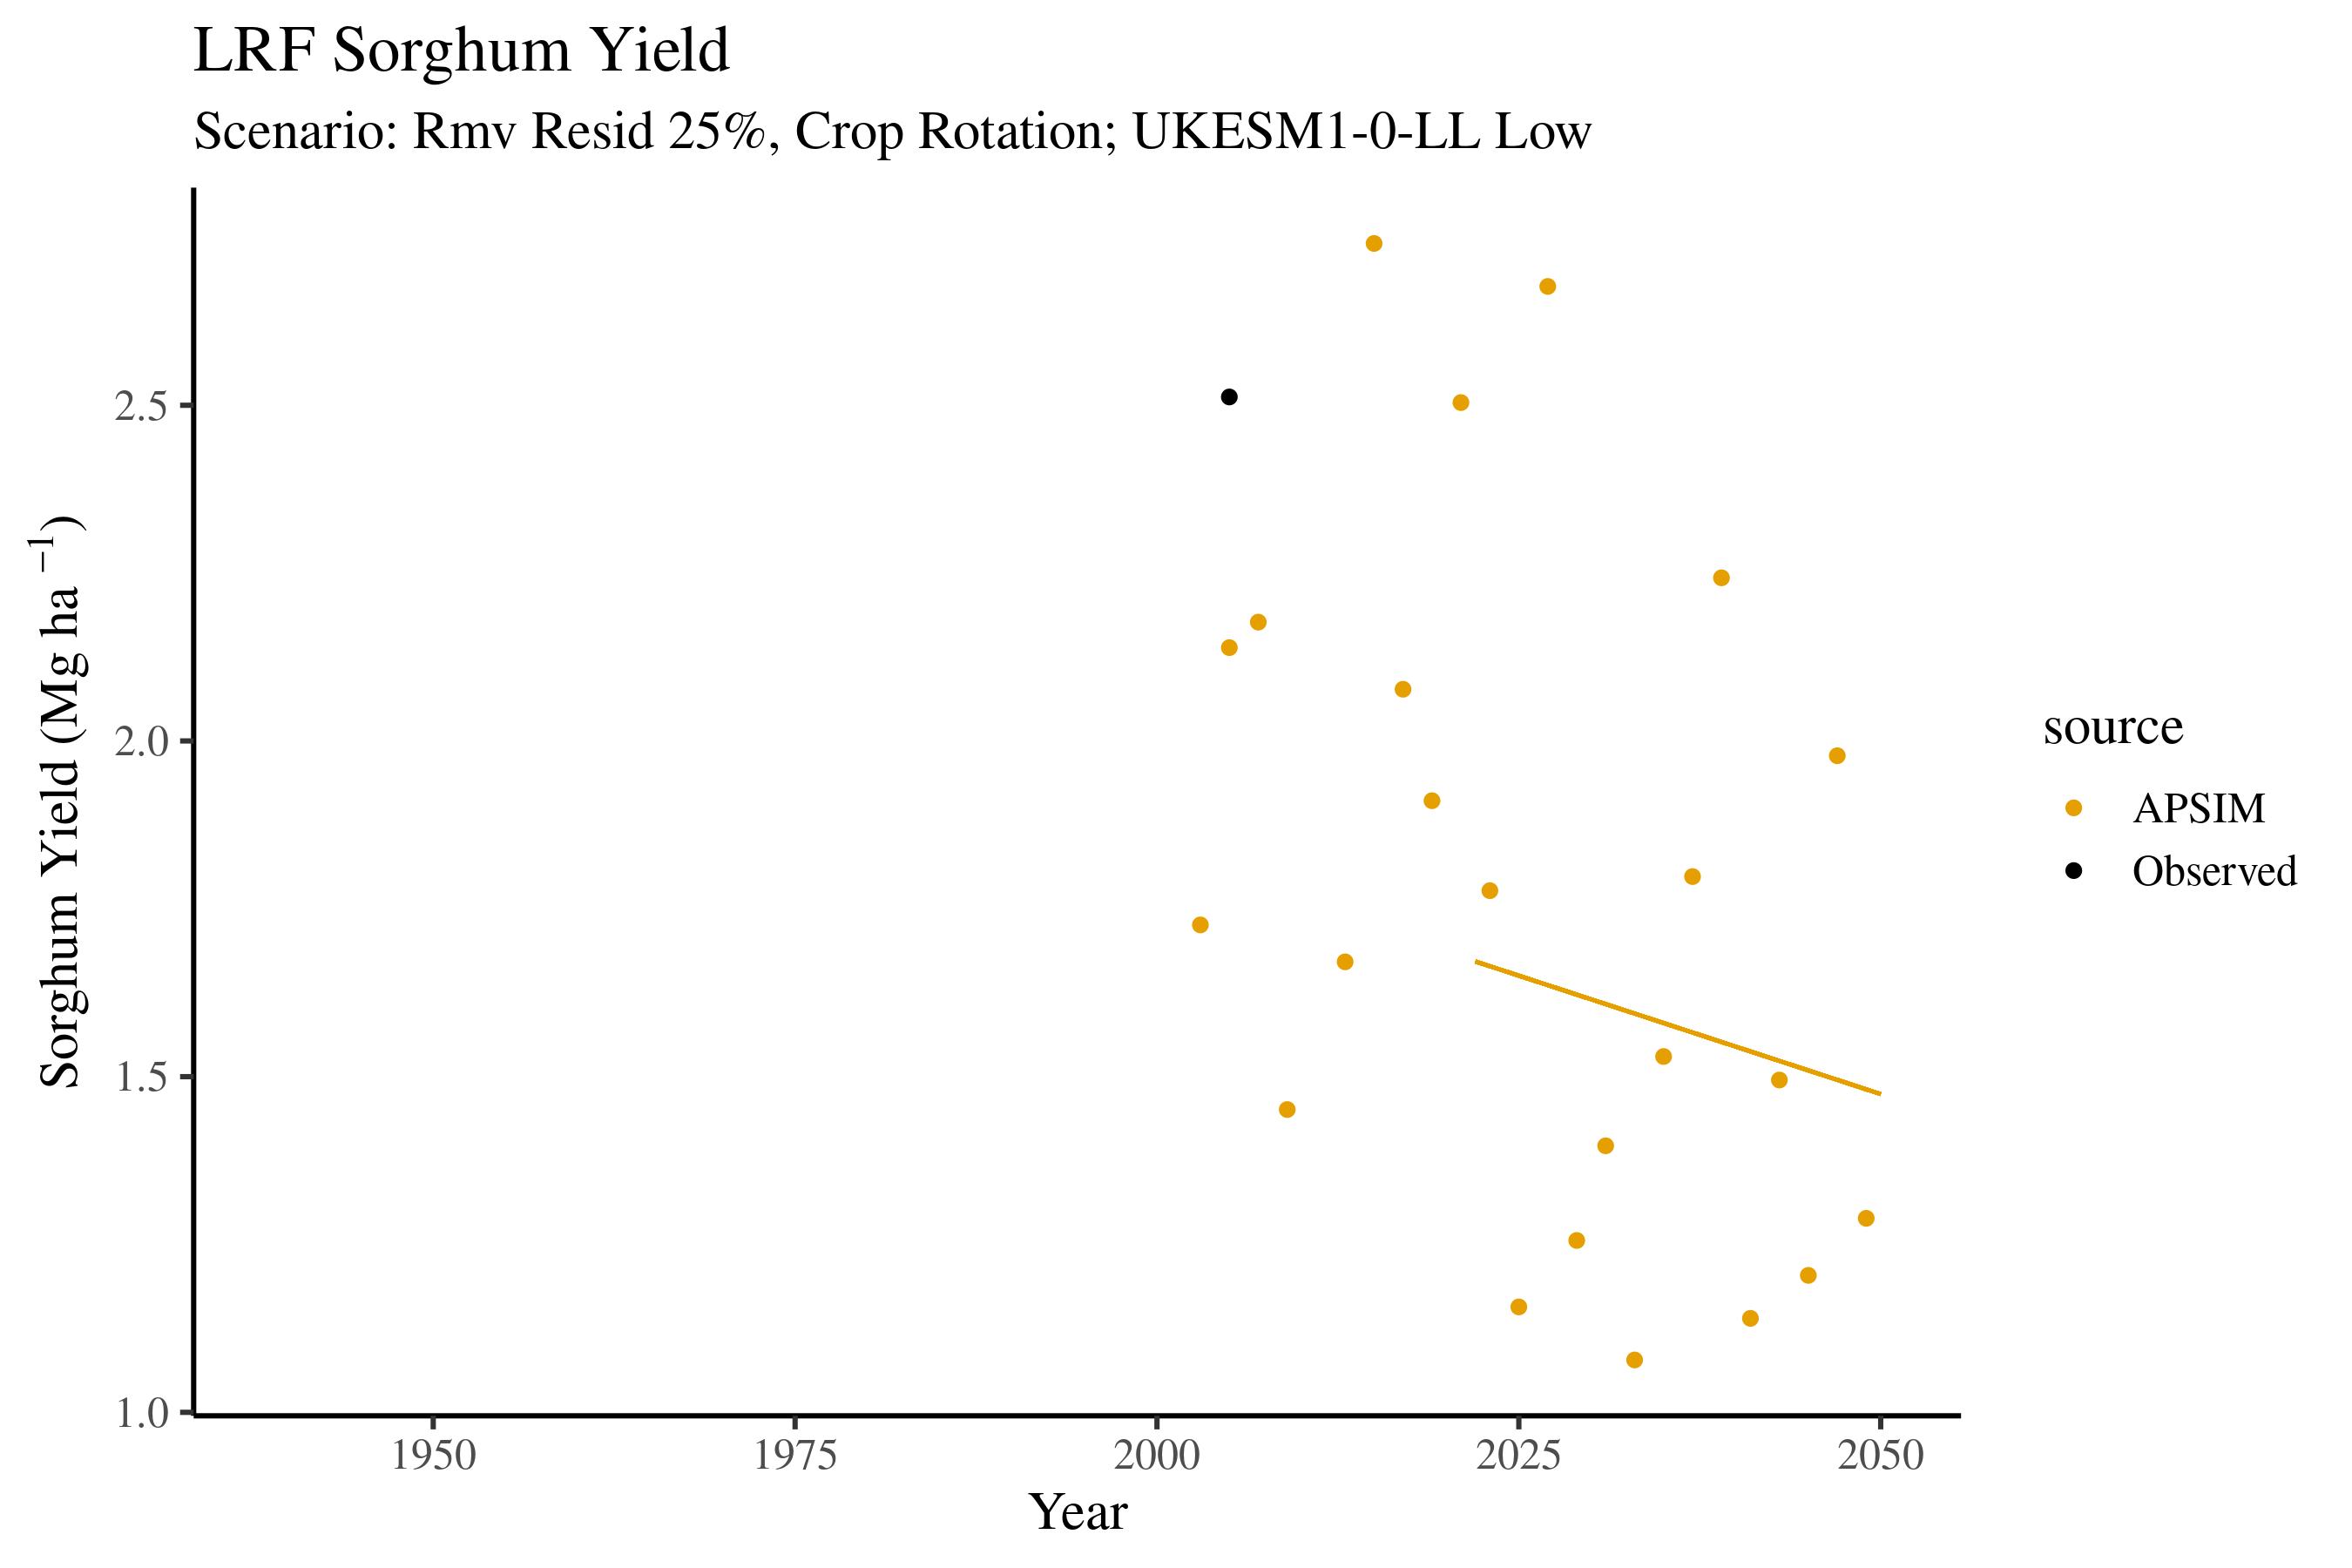 LRF Sorghum Yield
Scenario: Rmv Resid 25%, Crop Rotation; UKESM1-0-LL Low
Sorghum Yield (Mg ha −1)
2.5
2.0
1.5
1.0
1950
1975
2000
2025
2050
Year
source
APSIM
Observed